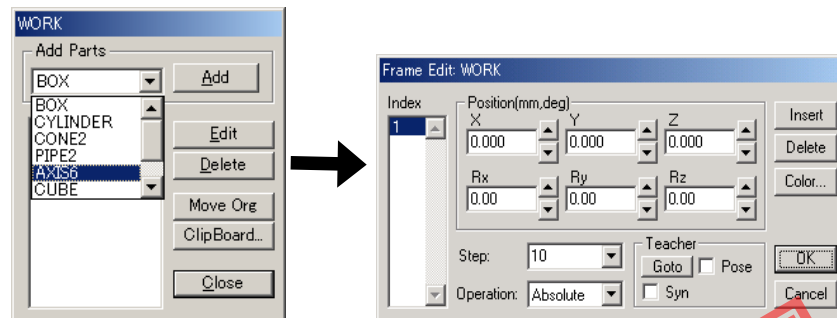 WORK
Add Parts
BOX
Add
BOX
CYLINDER
CONE2
PIPE2
AXIS6
CUBE
Edit
Delete
Move Org
ClipBoard...
Close
Frame Edit: WORK
Index
1
Position(mm,deg)
X Y Z
0.000 0.000 0.000
Rx Ry Rz
0.00 0.00 0.00
Insert
Delete
Color...
Step: 10
Operation: Absolute
Teacher
Goto Pose
Syn
OK
Cancel